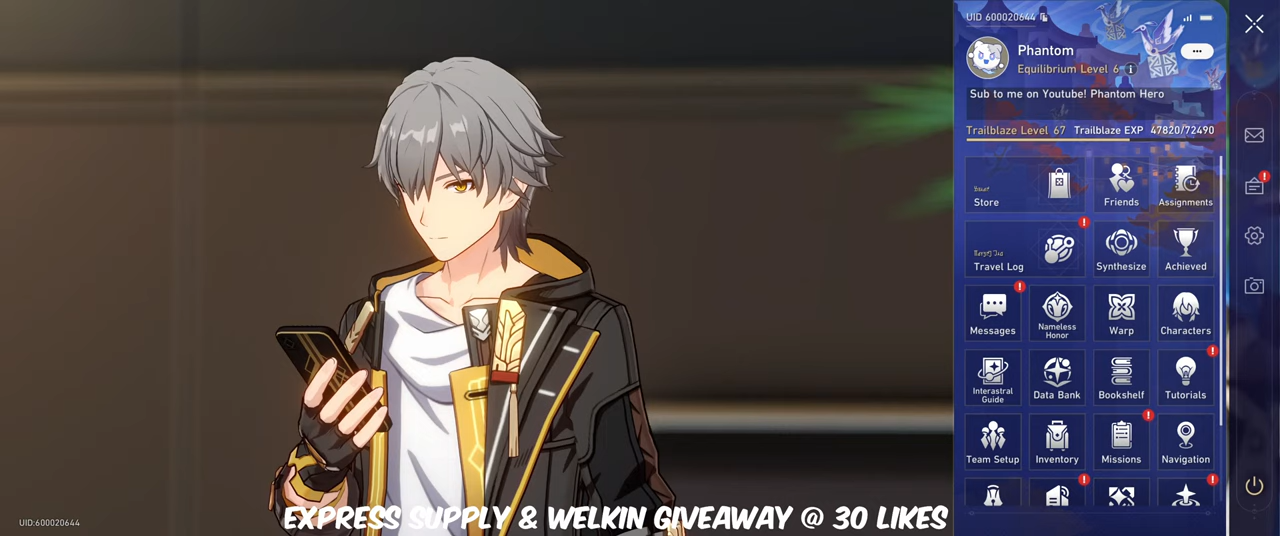 UID 600020644
Phantom
...
Equilibrium Level 6
Sub to me on Youtube! Phantom Hero
Trailblaze Level 67 Trailblaze EXP 47820/72490
Store
Friends
Assignments
Travel Log
Synthesize
Achieved
Messages
Nameless
Honor
Warp
Characters
Interastral
Guide
Data Bank
Bookshelf
Tutorials
Team Setup
Inventory
Missions
Navigation
EXPRESS SUPPLY & WELKIN GIVEAWAY @ 30 LIKES
UID:600020644